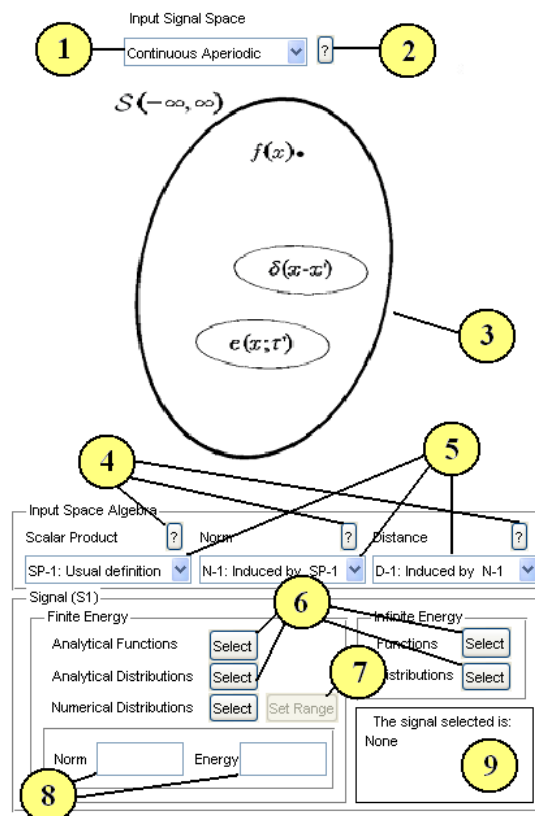 Input Signal Space
1 Continuous Aperiodic ? 2
S(-∞,∞)
f(x)
δ(x-x')
3
e(x;τ')
4 5
Input Space Algebra
Scalar Product ? Norm ? Distance ?
SP-1: Usual definition N-1: Induced by SP-1 D-1: Induced by N-1
Signal (S1)
Finite Energy 6 Infinite Energy
Analytical Functions Select Functions Select
Analytical Distributions Select 7 Distributions Select
Numerical Distributions Select Set Range
The signal selected is:
None
Norm Energy 9
8